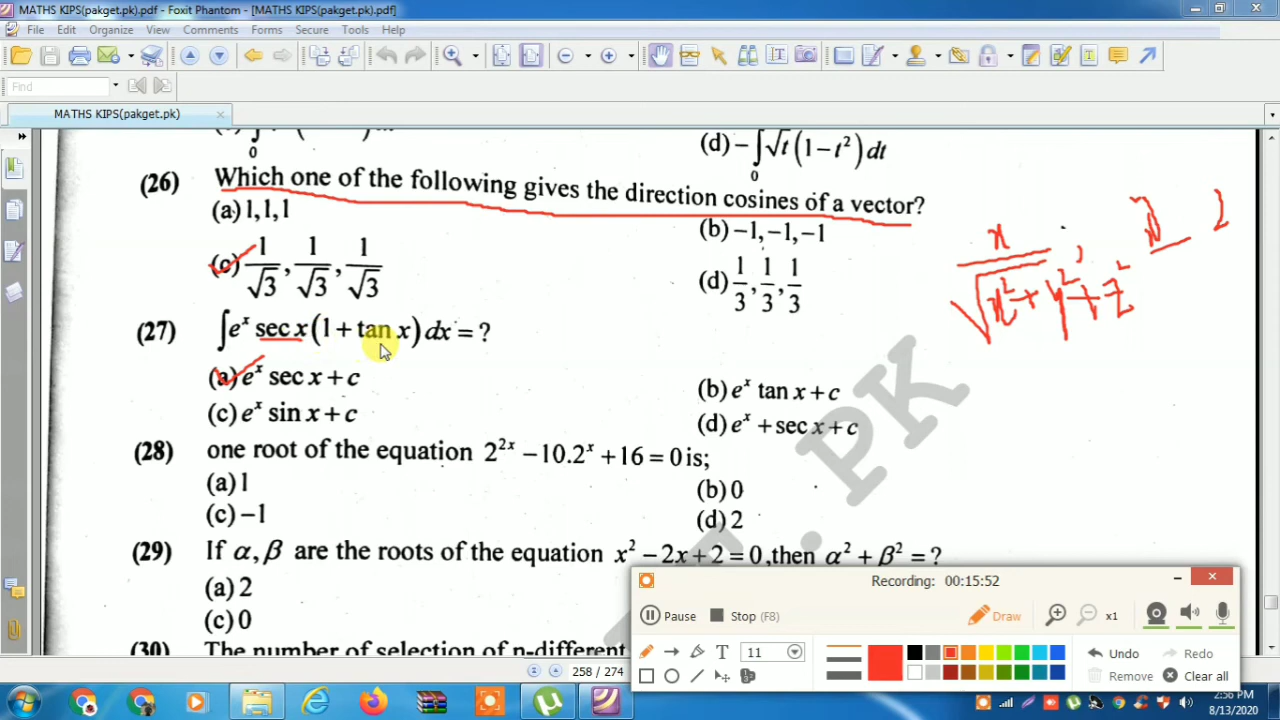 MATHS KIPS(pakget.pk).pdf - Foxit Phantom
MATHS KIPS(pakget.pk).pdf]
File Edit Organize View Comments Forms Secure Tools Help
Find
MATHS KIPS(pakget.pk)
0
(d) −∫√t(1−t²)dt
0
(26) Which one of the following gives the direction cosines of a vector?
(a) 1,1,1
(b) −1,−1,−1
(c) 1/√3, 1/√3, 1/√3
(d) 1/3, 1/3, 1/3
x
√x²+y²+z²
(27) ∫eˣ sec x(1+tan x)dx = ?
(a) eˣ sec x + c
(b) eˣ tan x + c
(c) eˣ sin x + c
(d) eˣ + sec x + c
(28) one root of the equation 2²ˣ −10.2ˣ +16 = 0 is;
(a) 1
(b) 0
(c) −1
(d) 2
(29) If α, β are the roots of the equation x² − 2x + 2 = 0 ,then α² + β² = ?
(a) 2
(c) 0
(30) The number of selection of n-different
.PK
Recording: 00:15:52
Pause Stop (F8) Draw x1
T 11 Undo Redo
Remove Clear all
258 / 274
2:56 PM
8/13/2020